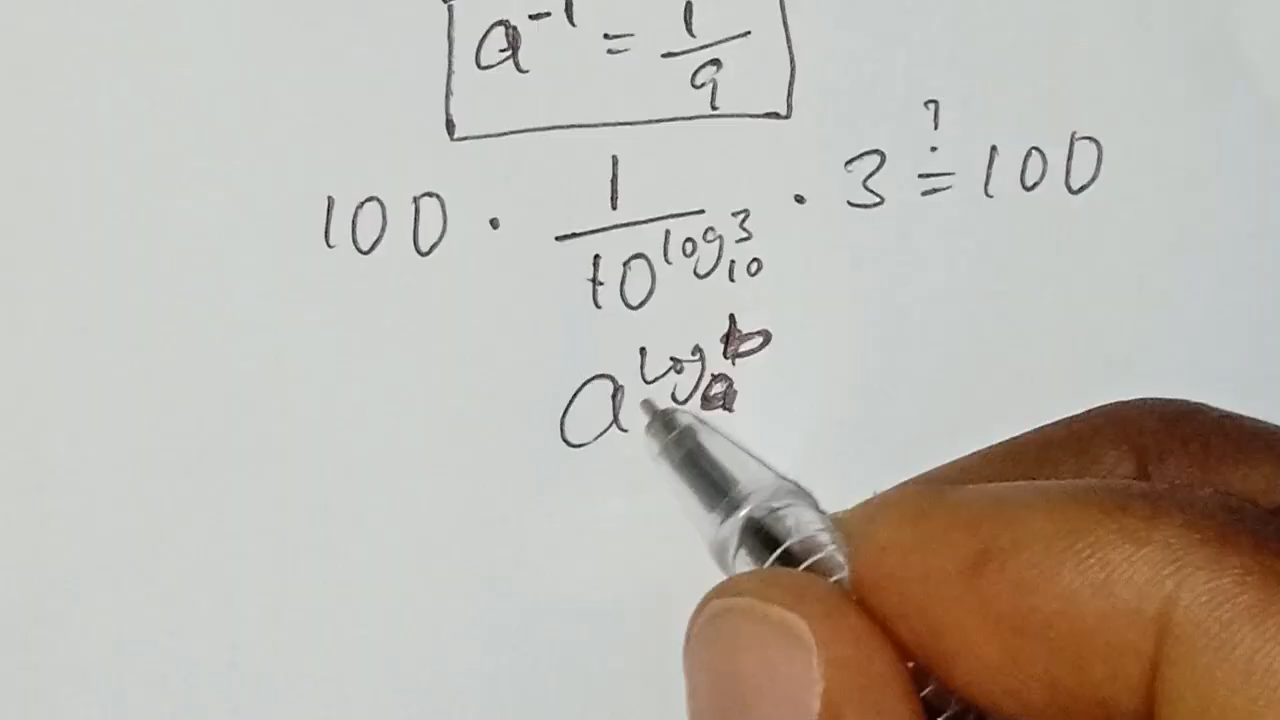 a⁻¹ = 1/a
100 · 1/10^(log₁₀3) · 3 ≟ 100
a^(logₐb)